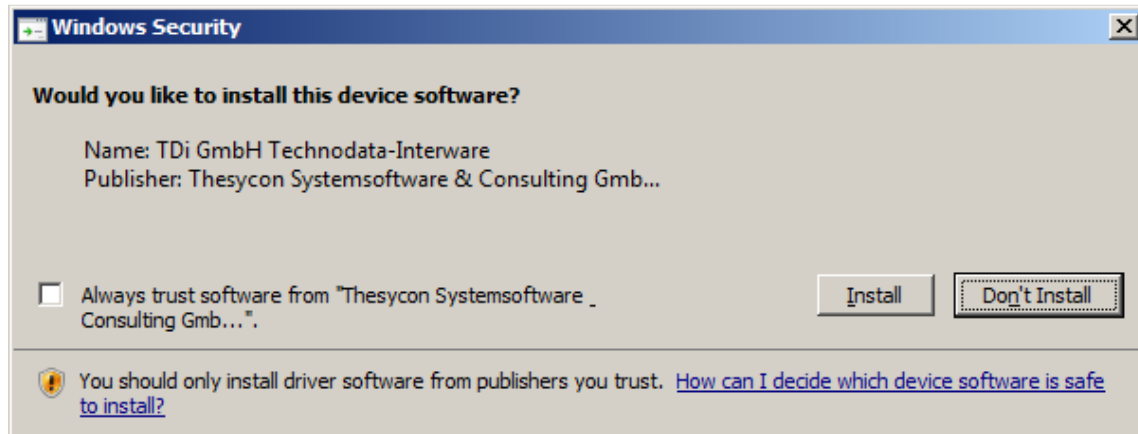 Windows Security
Would you like to install this device software?
Name: TDi GmbH Technodata-Interware
Publisher: Thesycon Systemsoftware & Consulting Gmb...
Always trust software from "Thesycon Systemsoftware _
Consulting Gmb...".
Install
Don't Install
You should only install driver software from publishers you trust. How can I decide which device software is safe
to install?